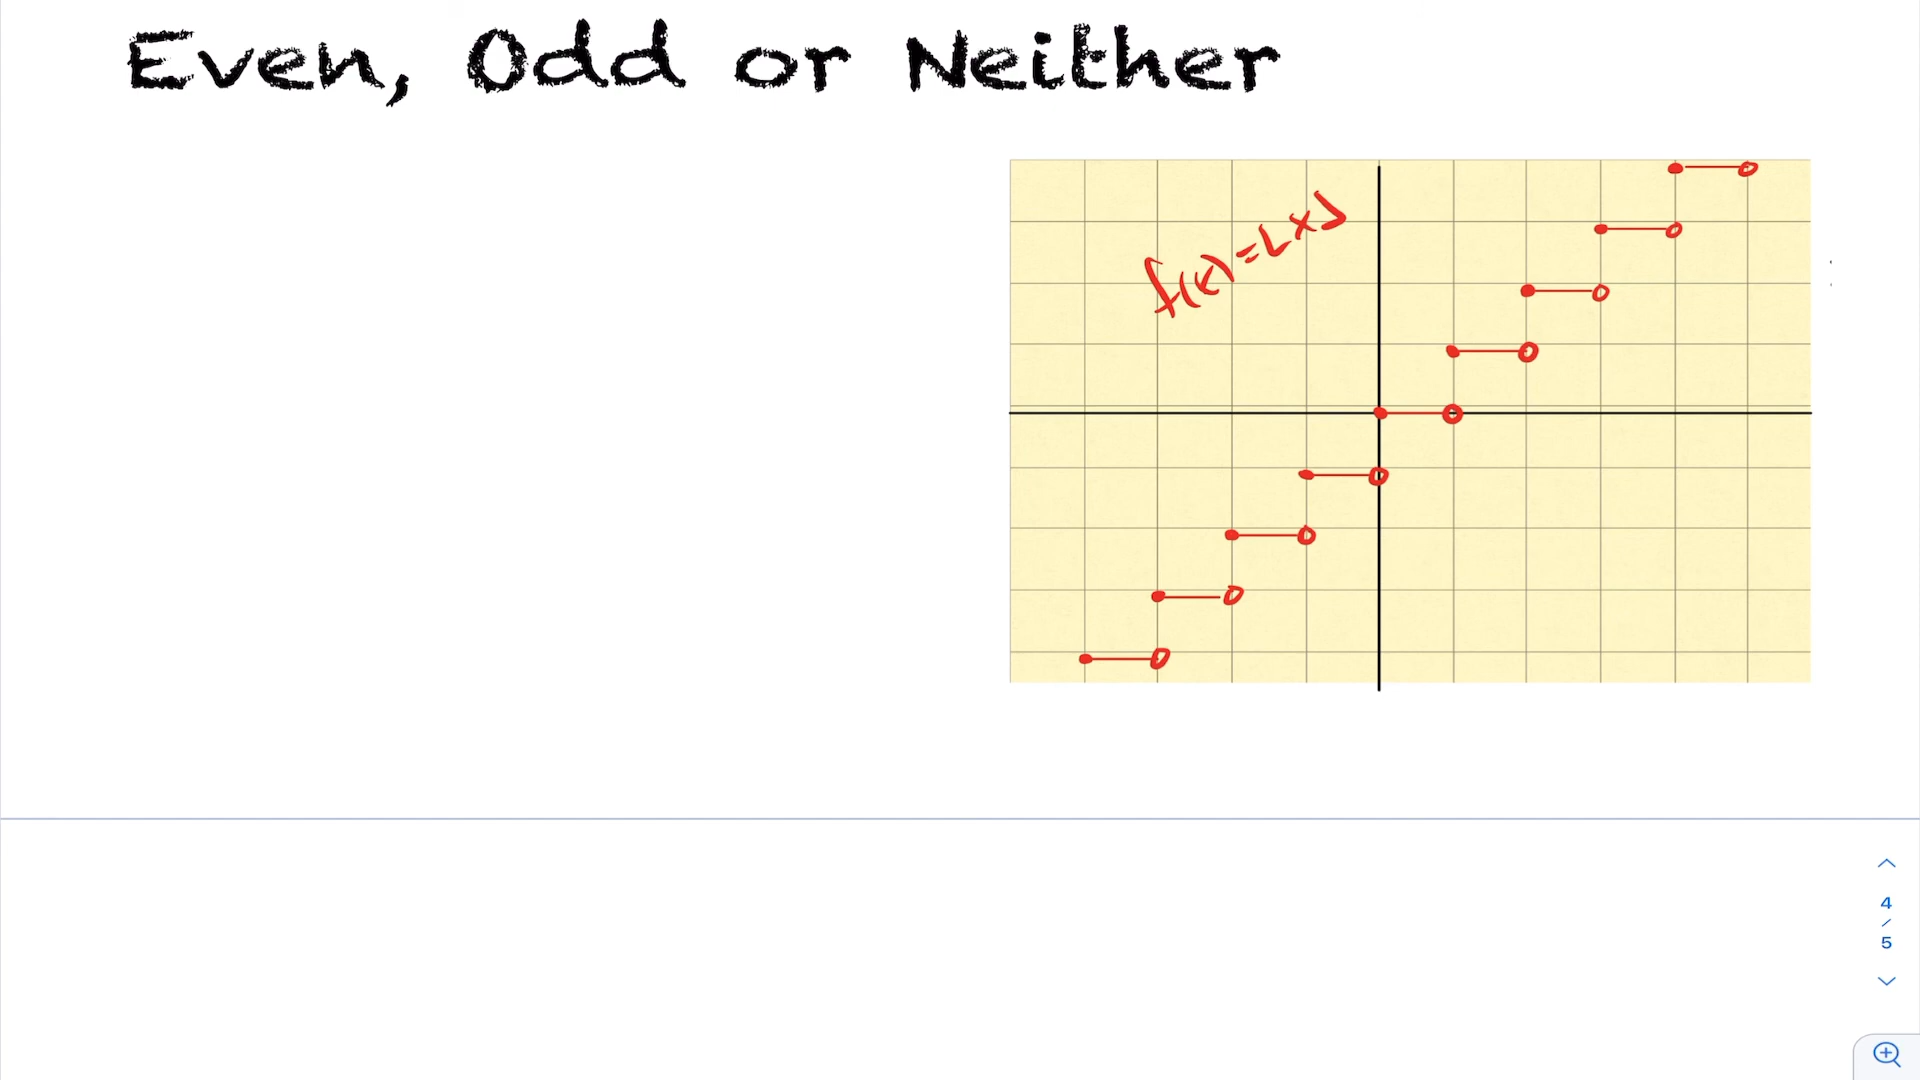 Even, Odd or Neither
f(x) = ⌊x⌋
4
/
5